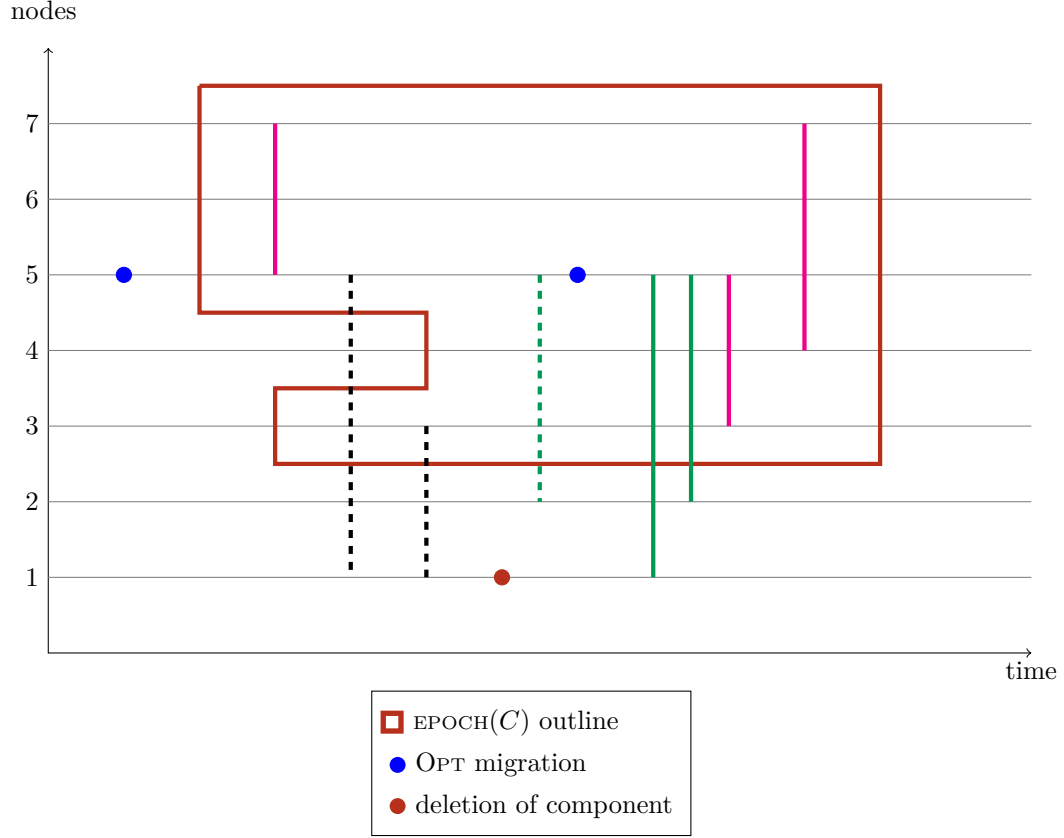 nodes
7
6
5
4
3
2
1
time
EPOCH(C) outline
OPT migration
deletion of component